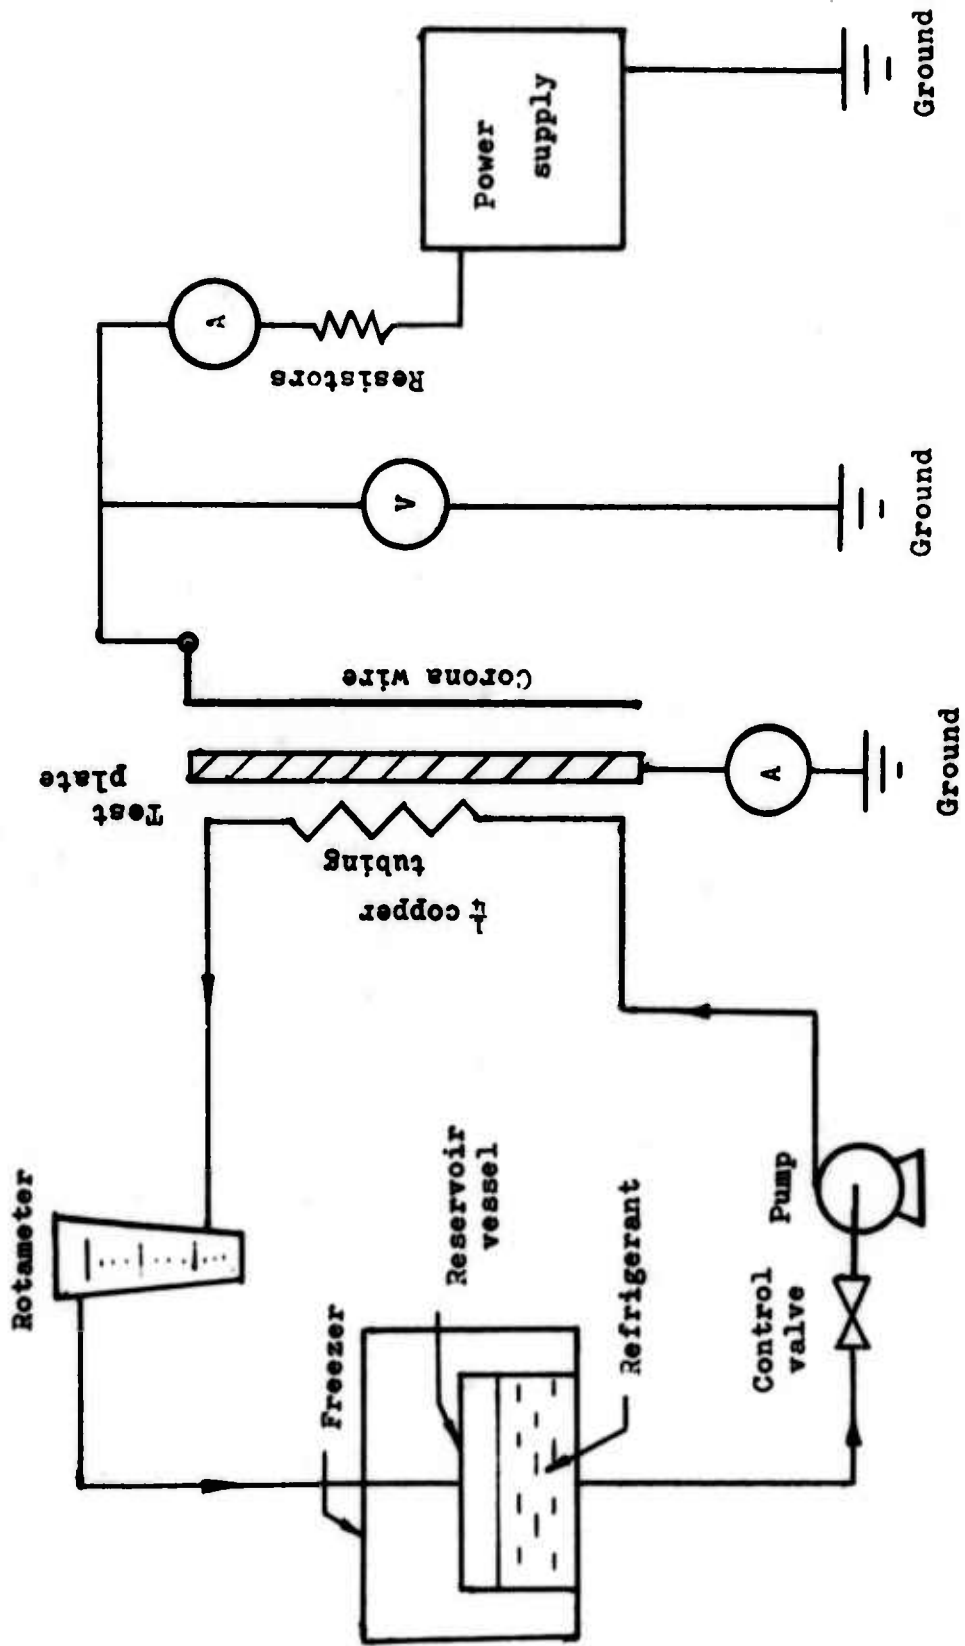 Rotameter
Freezer
Reservoir
vessel
Refrigerant
Control
valve
Pump
Test
plate
1/4 copper
tubing
Corona wire
A
Ground
V
Ground
A
Resistors
Power
supply
Ground